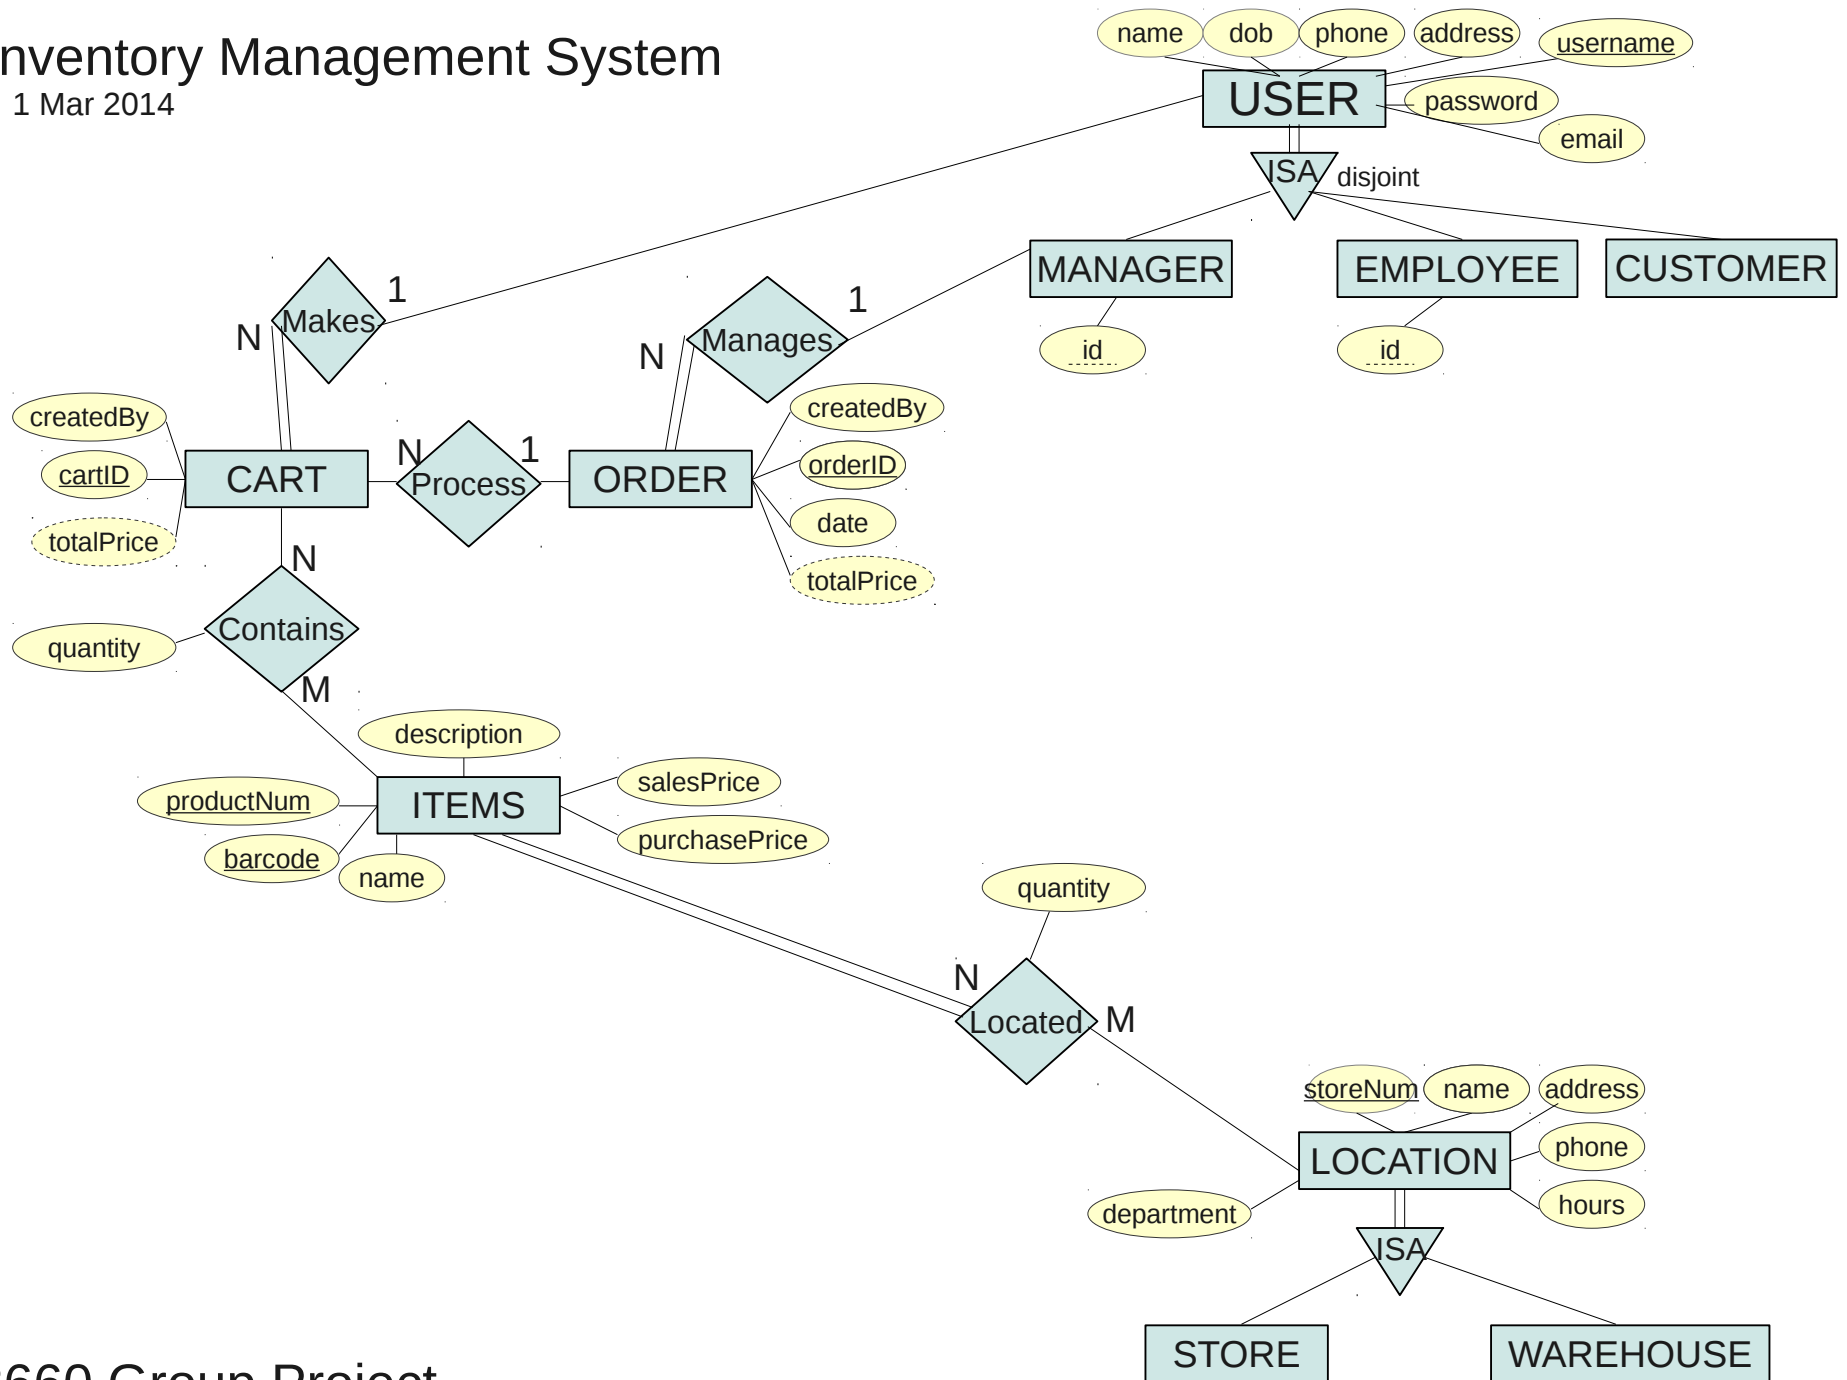 nventory Management System
1 Mar 2014
name
dob
phone
address
username
USER
password
email
ISA
disjoint
MANAGER
EMPLOYEE
CUSTOMER
id
id
Makes
1
N
Manages
1
N
createdBy
cartID
totalPrice
CART
N
Process
1
ORDER
createdBy
orderID
date
totalPrice
N
Contains
quantity
M
description
productNum
ITEMS
salesPrice
barcode
name
purchasePrice
quantity
N
Located
M
storeNum
name
address
LOCATION
phone
department
hours
ISA
STORE
WAREHOUSE
660 Group Project